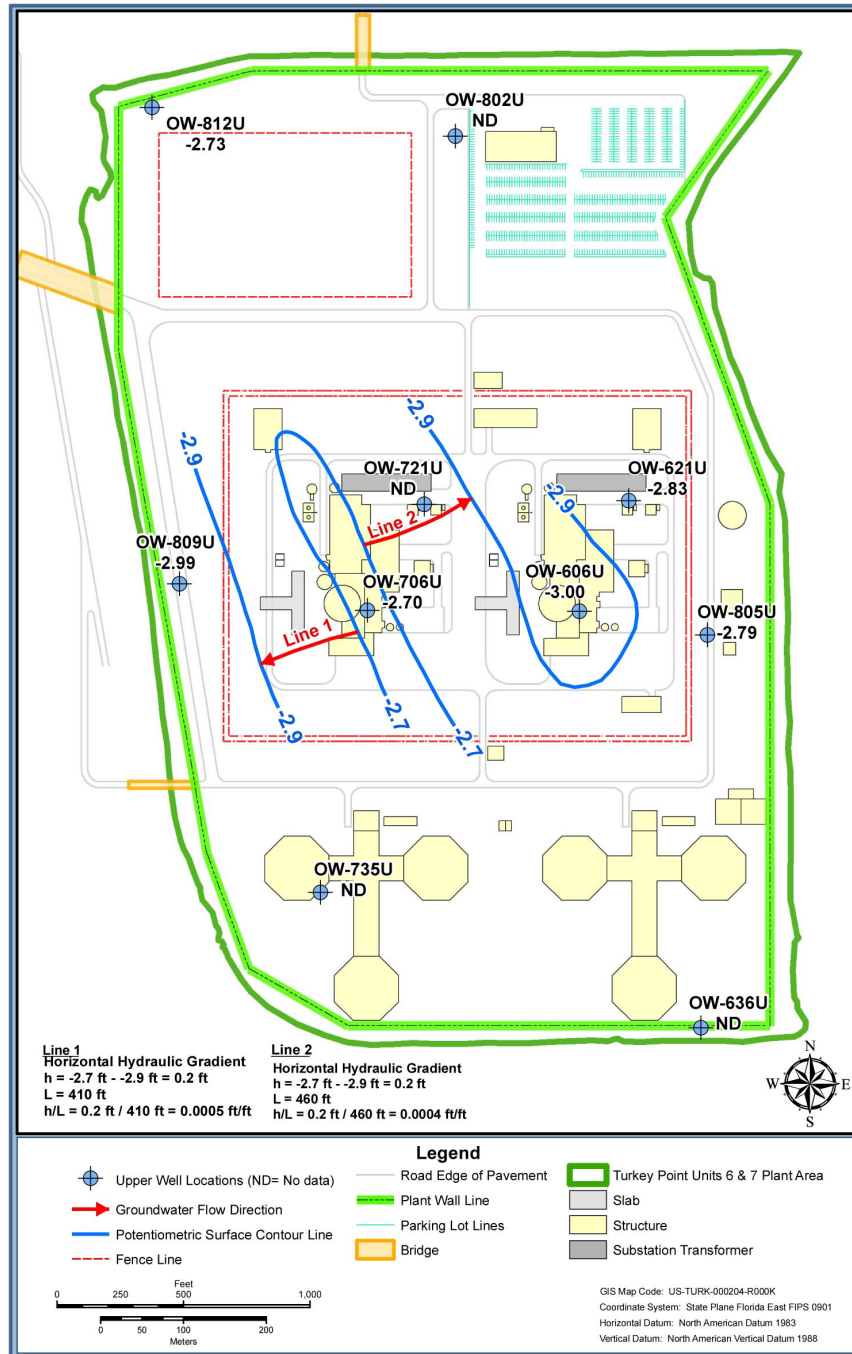 OW-812U
-2.73
OW-802U
ND
-2.9
-2.9
OW-721U
ND
OW-621U
-2.83
-2.9
Line 2
OW-809U
-2.99
OW-706U
-2.70
OW-606U
-3.00
OW-805U
-2.79
Line 1
-2.9
-2.7
-2.7
OW-735U
ND
OW-636U
ND
Line 1
Horizontal Hydraulic Gradient
h = -2.7 ft - -2.9 ft = 0.2 ft
L = 410 ft
h/L = 0.2 ft / 410 ft = 0.0005 ft/ft
Line 2
Horizontal Hydraulic Gradient
h = -2.7 ft - -2.9 ft = 0.2 ft
L = 460 ft
h/L = 0.2 ft / 460 ft = 0.0004 ft/ft
N
W E
S
Legend
Upper Well Locations (ND= No data)
Groundwater Flow Direction
Potentiometric Surface Contour Line
Fence Line
Road Edge of Pavement
Plant Wall Line
Parking Lot Lines
Bridge
Turkey Point Units 6 & 7 Plant Area
Slab
Structure
Substation Transformer
Feet
0 250 500 1,000
0 50 100 200
Meters
GIS Map Code: US-TURK-000204-R000K
Coordinate System: State Plane Florida East FIPS 0901
Horizontal Datum: North American Datum 1983
Vertical Datum: North American Vertical Datum 1988